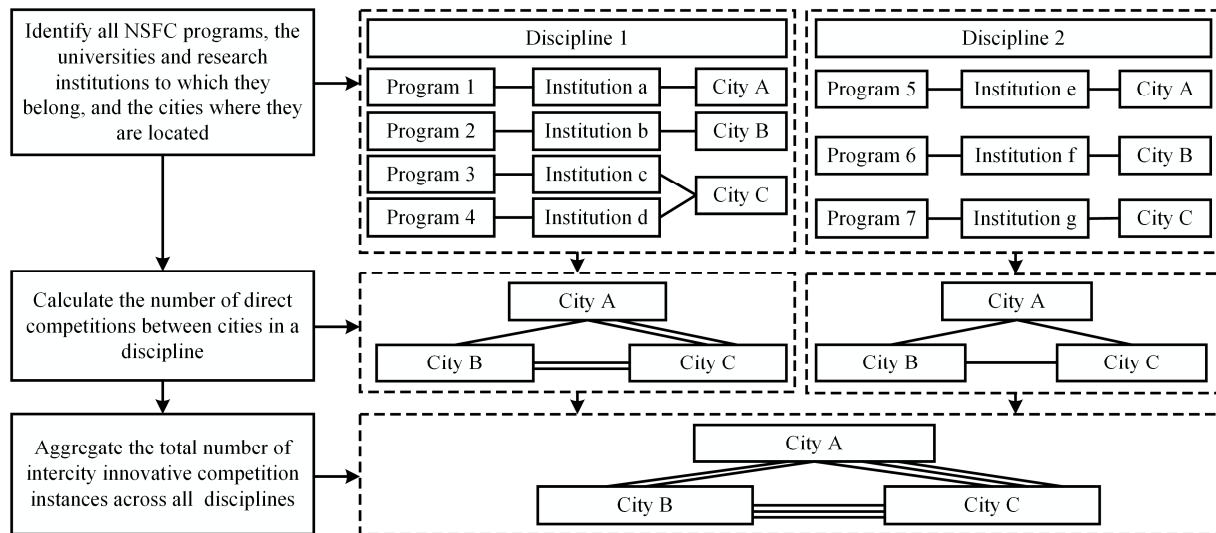 Identify all NSFC programs, the
universities and research
institutions to which they
belong, and the cities where they
are located
Discipline 1
Program 1 Institution a City A
Program 2 Institution b City B
Program 3 Institution c
City C
Program 4 Institution d
Discipline 2
Program 5 Institution e City A
Program 6 Institution f City B
Program 7 Institution g City C
Calculate the number of direct
competitions between cities in a
discipline
City A
City B City C
City A
City B City C
Aggregate the total number of
intercity innovative competition
instances across all disciplines
City A
City B City C